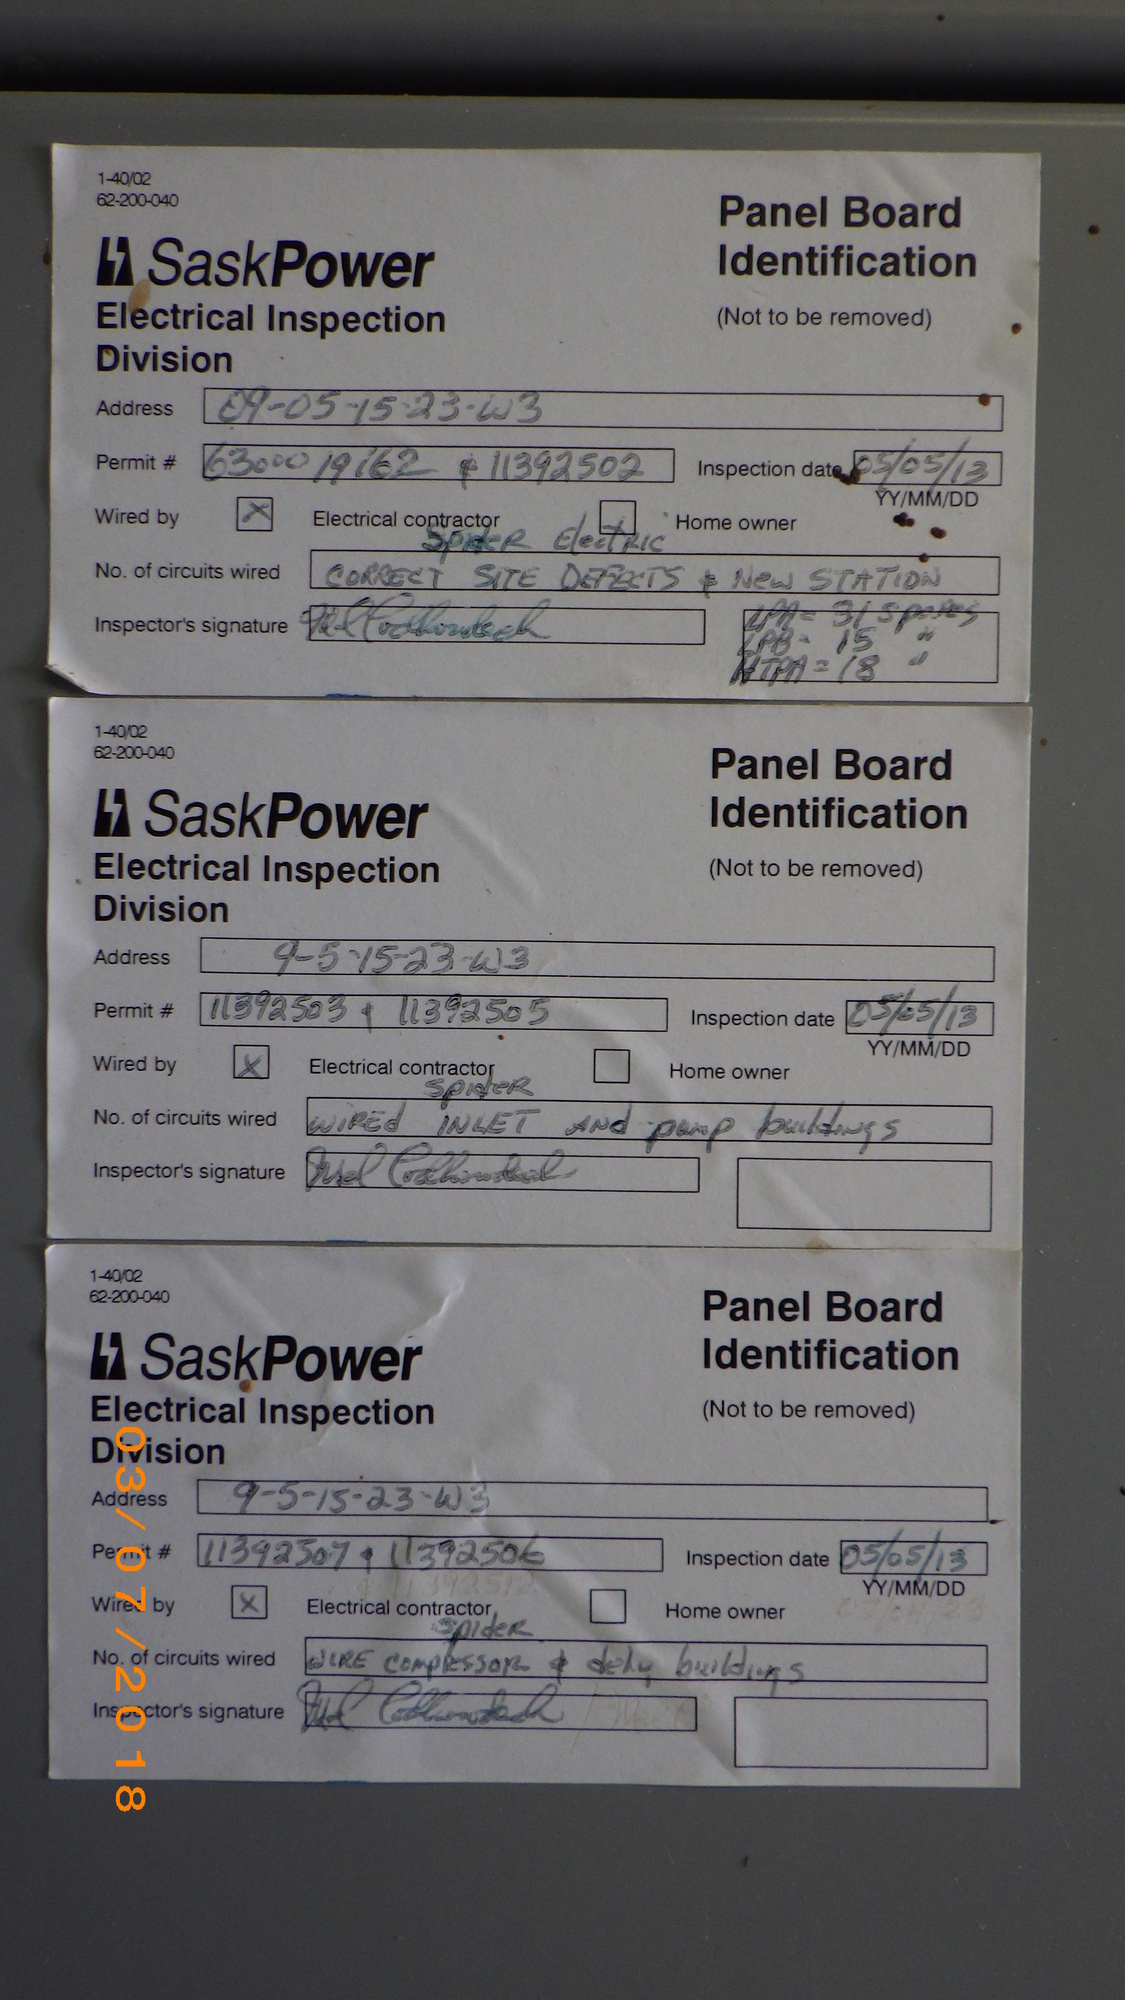 1-40/02
62-200-040
SaskPower
Electrical Inspection
Division
Panel Board
Identification
(Not to be removed)
Address 09-05-15-23-W3
Permit # 6300019162 & 11392502 Inspection date 05/05/13
YY/MM/DD
Wired by X Electrical contractor Home owner
Spider Electric
No. of circuits wired CORRECT SITE DEFECTS & NEW STATION
Inspector's signature
LPA= 31 spares
LPB= 15 "
HTPA = 18 "
1-40/02
62-200-040
SaskPower
Electrical Inspection
Division
Panel Board
Identification
(Not to be removed)
Address 9-5-15-23-W3
Permit # 11392503 & 11392505 Inspection date 05/05/13
YY/MM/DD
Wired by X Electrical contractor Home owner
Spider
No. of circuits wired WIREd INLET ANd pump buildings
Inspector's signature
1-40/02
62-200-040
SaskPower
Electrical Inspection
Division
Panel Board
Identification
(Not to be removed)
Address 9-5-15-23-W3
Permit # 11392507 & 11392506 Inspection date 05/05/13
YY/MM/DD
Wired by X Electrical contractor Home owner
Spider
No. of circuits wired WIRE COMPRESSOR & dehy buildings
Inspector's signature
03/07/2018